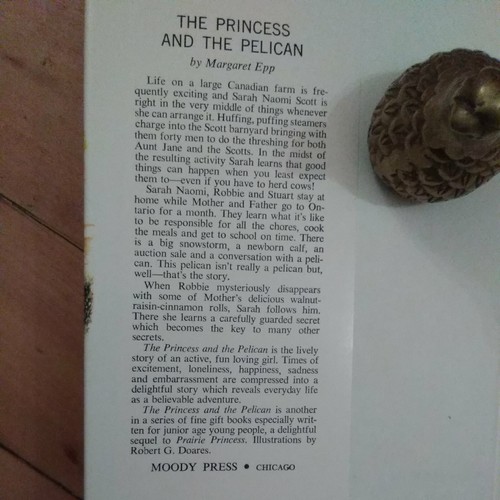 THE PRINCESS
AND THE PELICAN
by Margaret Epp
Life on a large Canadian farm is fre-
quently exciting and Sarah Naomi Scott is
right in the very middle of things whenever
she can arrange it. Huffing, puffing steamers
charge into the Scott barnyard bringing with
them forty men to do the threshing for both
Aunt Jane and the Scotts. In the midst of
the resulting activity Sarah learns that good
things can happen when you least expect
them to—even if you have to herd cows!
Sarah Naomi, Robbie and Stuart stay at
home while Mother and Father go to On-
tario for a month. They learn what it's like
to be responsible for all the chores, cook
the meals and get to school on time. There
is a big snowstorm, a newborn calf, an
auction sale and a conversation with a peli-
can. This pelican isn't really a pelican but,
well—that's the story.
When Robbie mysteriously disappears
with some of Mother's delicious walnut-
raisin-cinnamon rolls, Sarah follows him.
There she learns a carefully guarded secret
which becomes the key to many other
secrets.
The Princess and the Pelican is the lively
story of an active, fun loving girl. Times of
excitement, loneliness, happiness, sadness
and embarrassment are compressed into a
delightful story which reveals everyday life
as a believable adventure.
The Princess and the Pelican is another
in a series of fine gift books especially writ-
ten for junior age young people, a delightful
sequel to Prairie Princess. Illustrations by
Robert G. Doares.
MOODY PRESS • CHICAGO